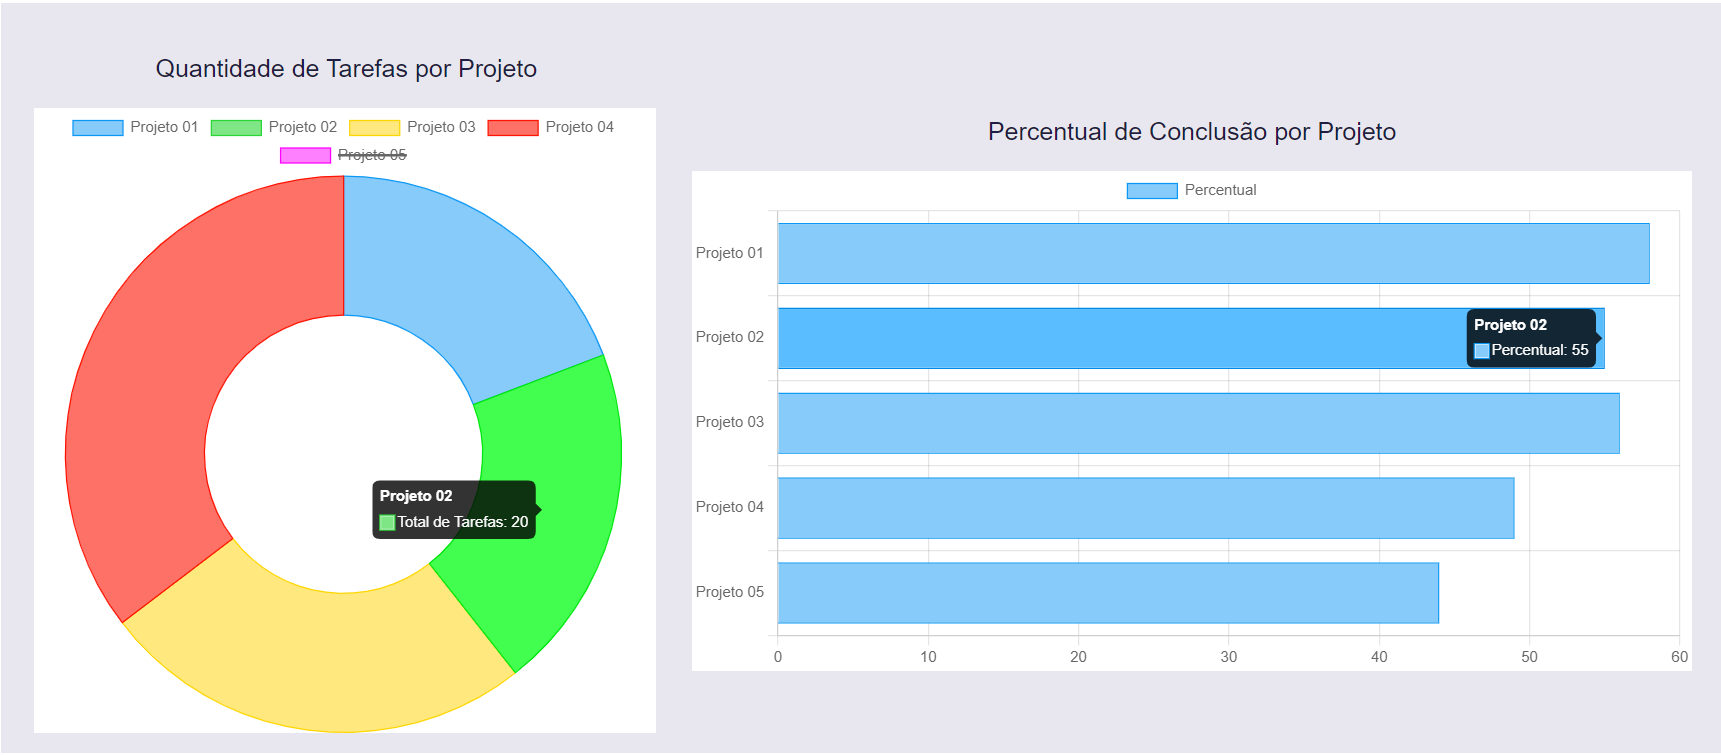 Quantidade de Tarefas por Projeto
Projeto 01 Projeto 02 Projeto 03 Projeto 04
Projeto 05
Projeto 02
Total de Tarefas: 20
Percentual de Conclusão por Projeto
Percentual
Projeto 01
Projeto 02
Projeto 02
Percentual: 55
Projeto 03
Projeto 04
Projeto 05
0 10 20 30 40 50 60